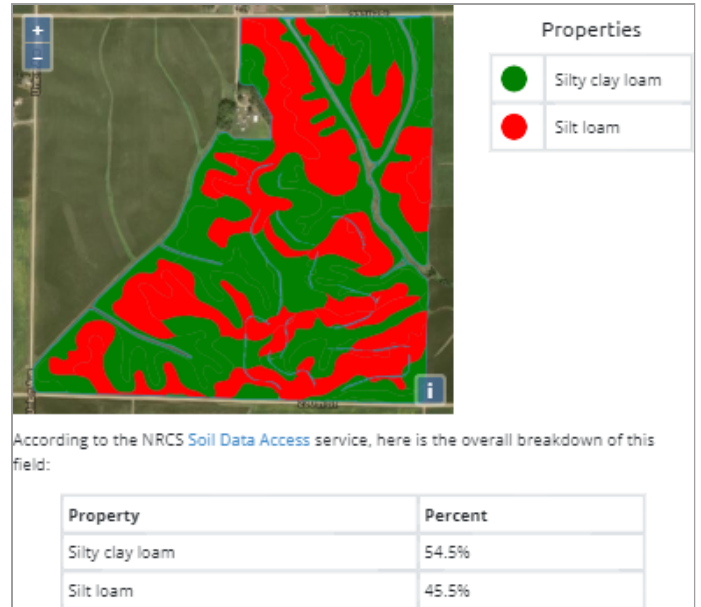 +
−
Properties
Silty clay loam
Silt loam
i
According to the NRCS Soil Data Access service, here is the overall breakdown of this
field:
Property Percent
Silty clay loam 54.5%
Silt loam 45.5%